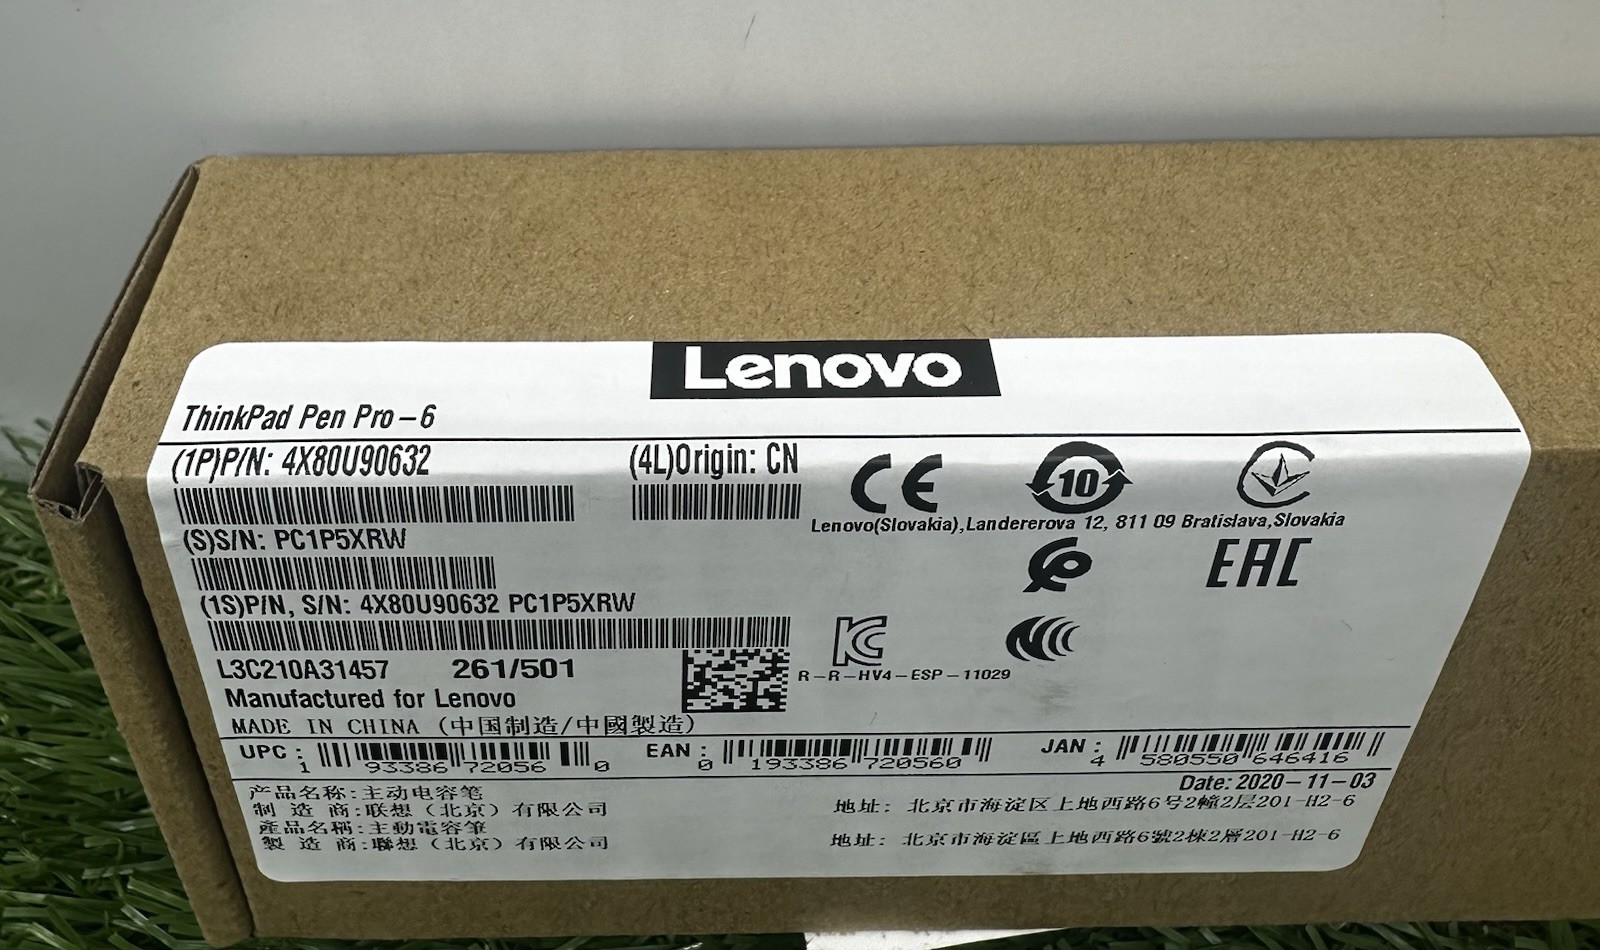 Lenovo
ThinkPad Pen Pro-6
(1P)P/N: 4X80U90632
(4L)Origin: CN
(S)S/N: PC1P5XRW
(1S)P/N, S/N: 4X80U90632 PC1P5XRW
L3C210A31457 261/501
Manufactured for Lenovo
MADE IN CHINA (中国制造/中國製造)
CE
10
Lenovo(Slovakia),Landererova 12, 811 09 Bratislava,Slovakia
EAC
R-R-HV4-ESP-11029
UPC: 1 93386 72056 0
EAN: 0 193386 720560
JAN: 4 580550 646416
Date: 2020-11-03
产品名称:主动电容笔
制 造 商:联想（北京）有限公司
地址: 北京市海淀区上地西路6号2幢2层201-H2-6
產品名稱:主動電容筆
製 造 商:聯想（北京）有限公司
地址: 北京市海淀區上地西路6號2棟2層201-H2-6